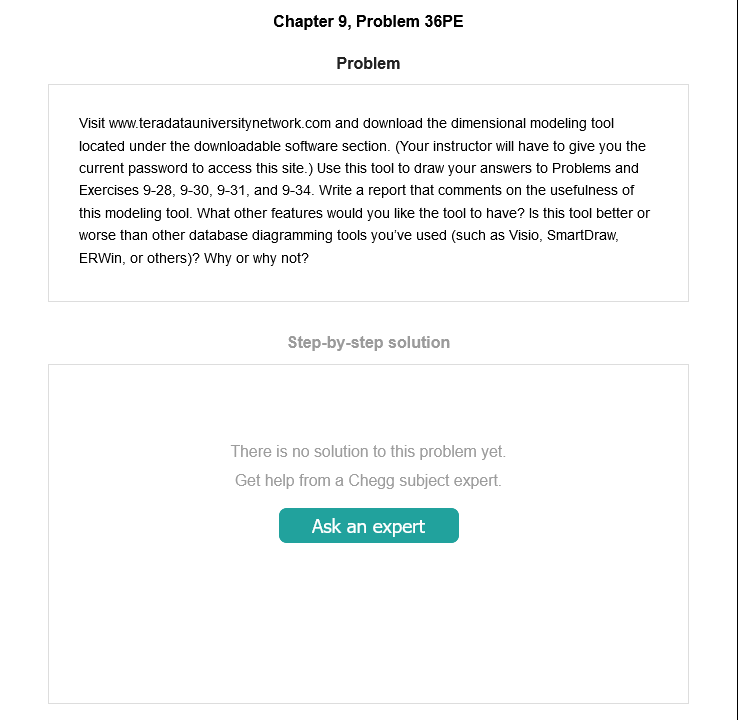 Chapter 9, Problem 36PE
Problem
Visit www.teradatauniversitynetwork.com and download the dimensional modeling tool
located under the downloadable software section. (Your instructor will have to give you the
current password to access this site.) Use this tool to draw your answers to Problems and
Exercises 9-28, 9-30, 9-31, and 9-34. Write a report that comments on the usefulness of
this modeling tool. What other features would you like the tool to have? Is this tool better or
worse than other database diagramming tools you've used (such as Visio, SmartDraw,
ERWin, or others)? Why or why not?
Step-by-step solution
There is no solution to this problem yet.
Get help from a Chegg subject expert.
Ask an expert